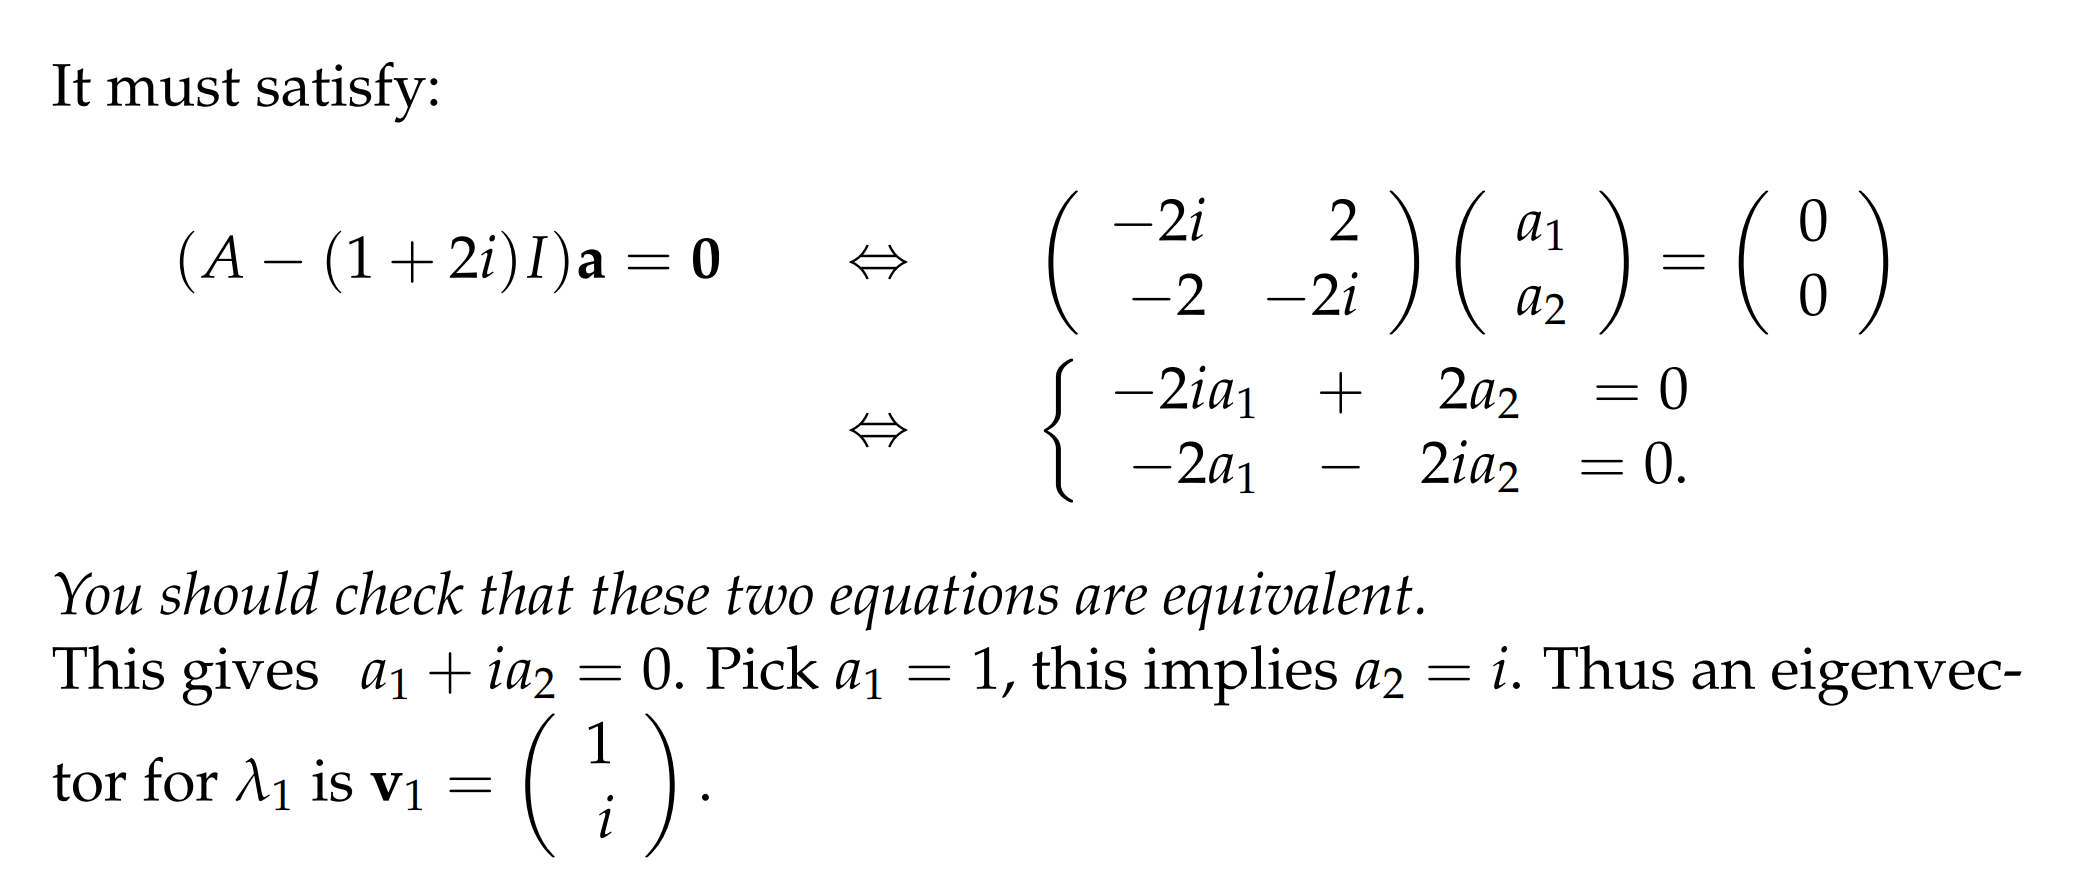 It must satisfy:
(A − (1 + 2i)I)𝐚 = 𝟎 ⇔ ( −2i 2 ; −2 −2i ) ( a₁ ; a₂ ) = ( 0 ; 0 )
⇔ { −2ia₁ + 2a₂ = 0
−2a₁ − 2ia₂ = 0.
You should check that these two equations are equivalent.
This gives a₁ + ia₂ = 0. Pick a₁ = 1, this implies a₂ = i. Thus an eigenvec-
tor for λ₁ is 𝐯₁ = ( 1 ; i ) .